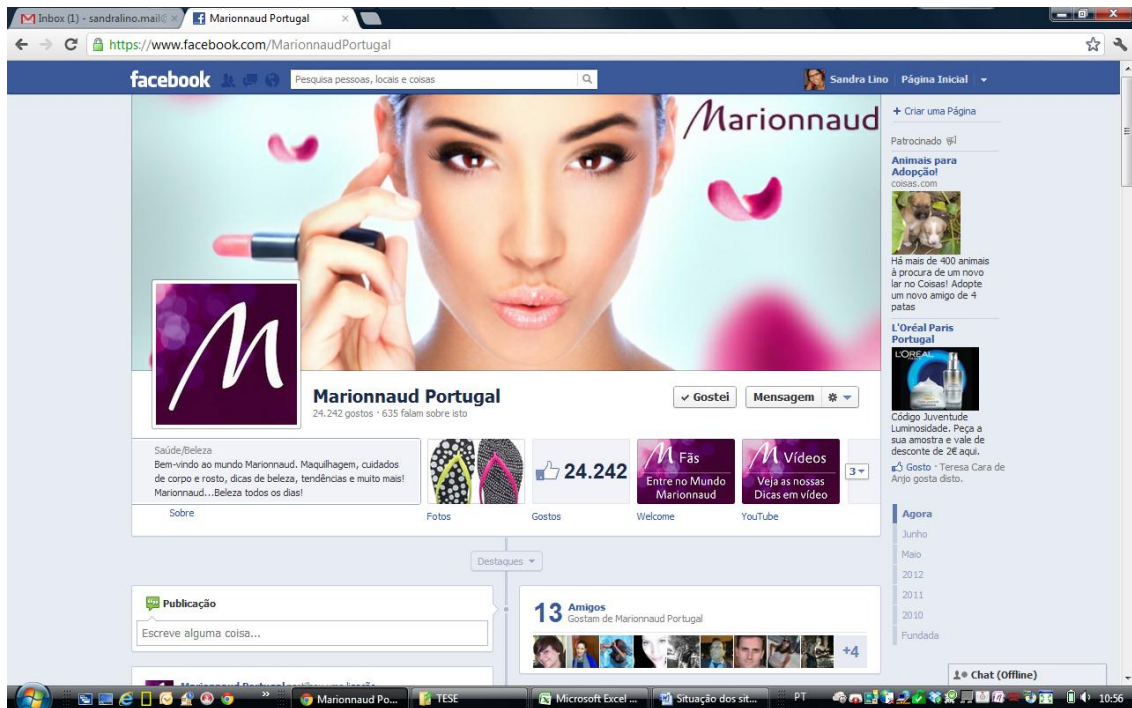 Inbox (1) - sandralino.mail@
Marionnaud Portugal
https://www.facebook.com/MarionnaudPortugal
facebook
Pesquisa pessoas, locais e coisas
Sandra Lino
Página Inicial
Marionnaud
M
Marionnaud Portugal
24.242 gostos · 635 falam sobre isto
Gostei
Mensagem
Saúde/Beleza
Bem-vindo ao mundo Marionnaud. Maquilhagem, cuidados
de corpo e rosto, dicas de beleza, tendências e muito mais!
Marionnaud...Beleza todos os dias!
Sobre
Fotos
24.242
Gostos
M Fãs
Entre no Mundo
Marionnaud
Welcome
M Vídeos
Veja as nossas
Dicas em vídeo
YouTube
3
Destaques
Publicação
Escreve alguma coisa...
13 Amigos
Gostam de Marionnaud Portugal
+4
+ Criar uma Página
Patrocinado
Animais para
Adopção!
coisas.com
Há mais de 400 animais
à procura de um novo
lar no Coisas! Adopte
um novo amigo de 4
patas
L'Oréal Paris
Portugal
L'ORÉAL
Código Juventude
Luminosidade. Peça a
sua amostra e vale de
desconte de 2€ aqui.
Gosto · Teresa Cara de
Anjo gosta disto.
Agora
Junho
Maio
2012
2011
2010
Fundada
Chat (Offline)
Marionnaud Po...
TESE
Microsoft Excel ...
Situação dos sit...
PT
10:56